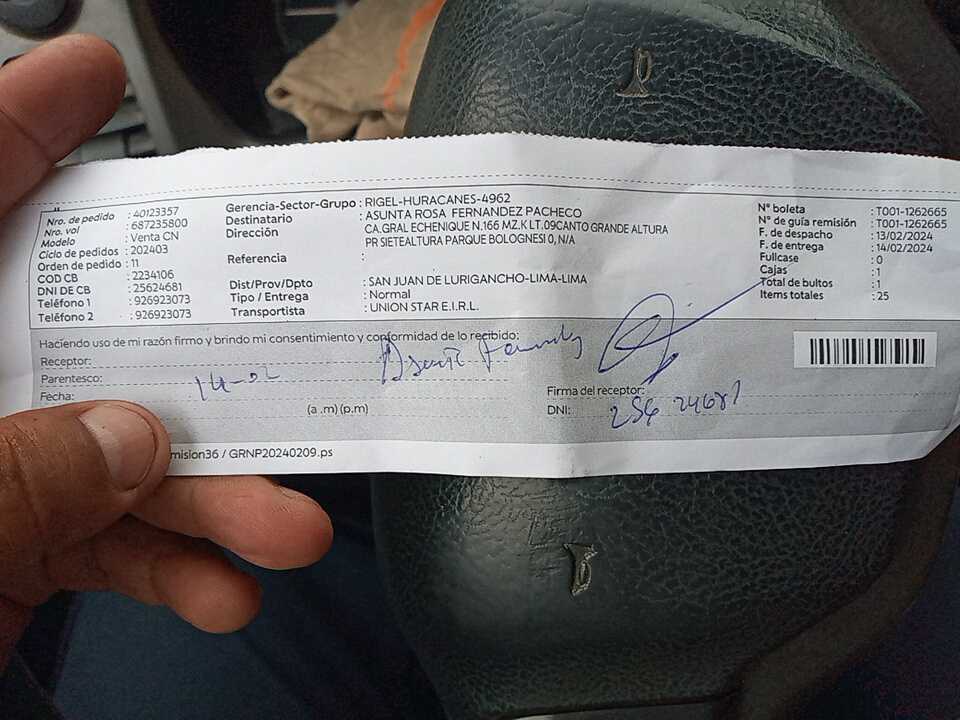 Nro. de pedido : 40123357
Nro. vol : 687235800
Modelo : Venta CN
Ciclo de pedidos : 202403
Orden de pedido : 11
COD CB : 2234106
DNI DE CB : 25624681
Teléfono 1 : 926923073
Teléfono 2 : 926923073
Gerencia-Sector-Grupo : RIGEL-HURACANES-4962
Destinatario : ASUNTA ROSA FERNANDEZ PACHECO
Dirección : CA.GRAL ECHENIQUE N.166 MZ.K LT.09CANTO GRANDE ALTURA
PR SIETEALTURA PARQUE BOLOGNESI 0, N/A
Referencia :
Dist/Prov/Dpto : SAN JUAN DE LURIGANCHO-LIMA-LIMA
Tipo / Entrega : Normal
Transportista : UNION STAR E.I.R.L.
N° boleta : T001-1262665
N° de guía remisión : T001-1262665
F. de despacho : 13/02/2024
F. de entrega : 14/02/2024
Fullcase : 0
Cajas : 1
Total de bultos : 1
Items totales : 25
Haciendo uso de mi razón firmo y brindo mi consentimiento y conformidad de lo recibido:
Receptor:
Parentesco:
Fecha: 14-02
(a .m) (p.m)
Firma del receptor:
DNI:
mision36 / GRNP20240209.ps